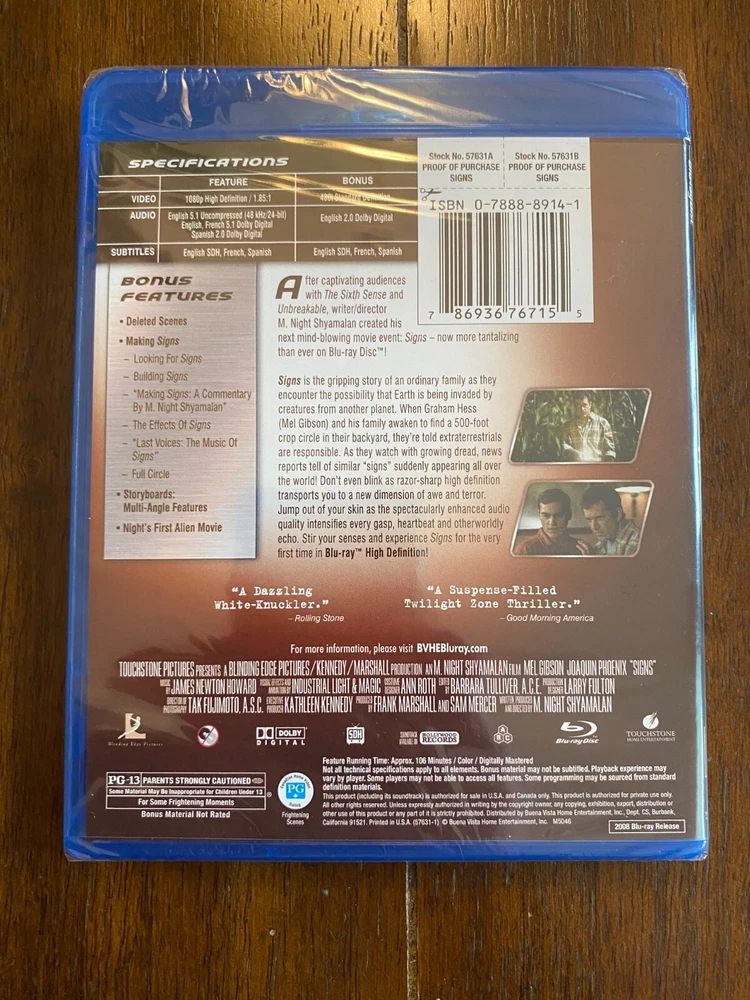 SPECIFICATIONS
FEATURE BONUS
VIDEO 1080p High Definition / 1.85:1 480i Standard Definition
AUDIO English 5.1 Uncompressed (48 kHz/24-bit) English 2.0 Dolby Digital
English, French 5.1 Dolby Digital
Spanish 2.0 Dolby Digital
SUBTITLES English SDH, French, Spanish English SDH, French, Spanish
Stock No. 57631A
PROOF OF PURCHASE
SIGNS
Stock No. 57631B
PROOF OF PURCHASE
SIGNS
ISBN 0-7888-8914-1
7 86936 76715 5
BONUS
FEATURES
• Deleted Scenes
• Making Signs
– Looking For Signs
– Building Signs
– "Making Signs: A Commentary
By M. Night Shyamalan"
– The Effects Of Signs
– "Last Voices: The Music Of
Signs"
– Full Circle
• Storyboards:
Multi-Angle Features
• Night's First Alien Movie
After captivating audiences
with The Sixth Sense and
Unbreakable, writer/director
M. Night Shyamalan created his
next mind-blowing movie event: Signs – now more tantalizing
than ever on Blu-ray Disc™!
Signs is the gripping story of an ordinary family as they
encounter the possibility that Earth is being invaded by
creatures from another planet. When Graham Hess
(Mel Gibson) and his family awaken to find a 500-foot
crop circle in their backyard, they're told extraterrestrials
are responsible. As they watch with growing dread, news
reports tell of similar "signs" suddenly appearing all over
the world! Don't even blink as razor-sharp high definition
transports you to a new dimension of awe and terror.
Jump out of your skin as the spectacularly enhanced audio
quality intensifies every gasp, heartbeat and otherworldly
echo. Stir your senses and experience Signs for the very
first time in Blu-ray™ High Definition!
"A Dazzling
White-Knuckler."
– Rolling Stone
"A Suspense-Filled
Twilight Zone Thriller."
– Good Morning America
For more information, please visit BVHEBluray.com
TOUCHSTONE PICTURES PRESENTS A BLINDING EDGE PICTURES/KENNEDY/MARSHALL PRODUCTION AN M. NIGHT SHYAMALAN FILM MEL GIBSON JOAQUIN PHOENIX "SIGNS"
MUSIC BY JAMES NEWTON HOWARD VISUAL EFFECTS AND ANIMATION BY INDUSTRIAL LIGHT & MAGIC COSTUME DESIGNER ANN ROTH EDITED BY BARBARA TULLIVER, A.C.E. PRODUCTION DESIGNER LARRY FULTON
DIRECTOR OF PHOTOGRAPHY TAK FUJIMOTO, A.S.C. EXECUTIVE PRODUCER KATHLEEN KENNEDY PRODUCED BY FRANK MARSHALL AND SAM MERCER WRITTEN, PRODUCED AND DIRECTED BY M. NIGHT SHYAMALAN
Blinding Edge Pictures
DOLBY
DIGITAL
SDH
SOUNDTRACK AVAILABLE ON HOLLYWOOD RECORDS
ABC
Blu-ray Disc
TOUCHSTONE
HOME ENTERTAINMENT
PG-13 PARENTS STRONGLY CAUTIONED
Some Material May Be Inappropriate for Children Under 13
For Some Frightening Moments
Bonus Material Not Rated
PG
Frightening
Scenes
Feature Running Time: Approx. 106 Minutes / Color / Digitally Mastered
Not all technical specifications apply to all elements. Bonus material may not be subtitled. Playback experience may
vary by player. Some players may not be able to access all features. Some programming may be sourced from standard
definition materials.
This product (including its soundtrack) is authorized for sale in U.S. and Canada only. This product is authorized for private use only.
All other rights reserved. Unless expressly authorized in writing by the copyright owner, any copying, exhibition, export, distribution or
other use of this product or any part of it is strictly prohibited. Distributed by Buena Vista Home Entertainment, Inc., Dept. CS, Burbank,
California 91521. Printed in U.S.A. (57631-1) © Buena Vista Home Entertainment, Inc. M5046
2008 Blu-ray Release